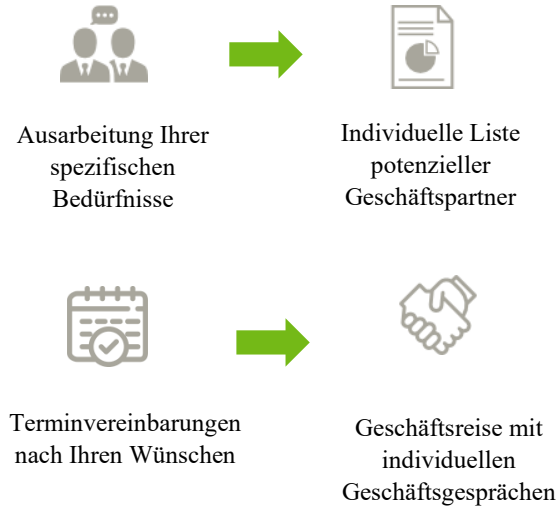 Ausarbeitung Ihrer
spezifischen
Bedürfnisse
Individuelle Liste
potenzieller
Geschäftspartner
Terminvereinbarungen
nach Ihren Wünschen
Geschäftsreise mit
individuellen
Geschäftsgesprächen